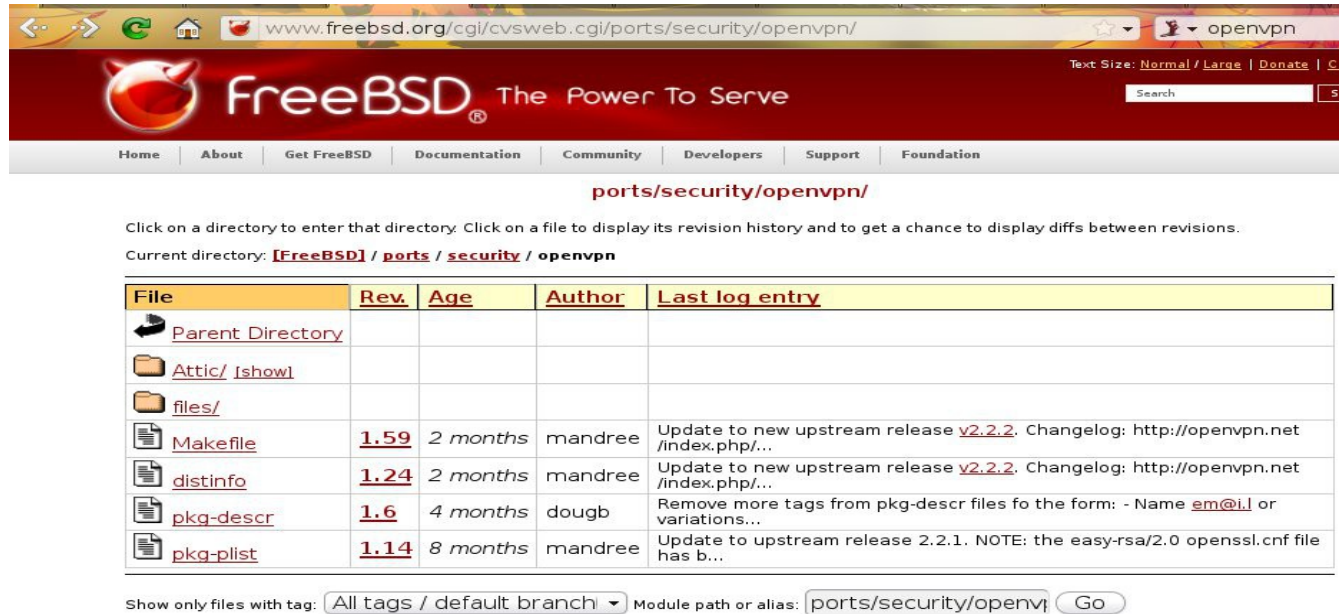 www.freebsd.org/cgi/cvsweb.cgi/ports/security/openvpn/ openvpn
Text Size: Normal / Large | Donate | C
FreeBSD® The Power To Serve
Search S
Home About Get FreeBSD Documentation Community Developers Support Foundation
ports/security/openvpn/
Click on a directory to enter that directory. Click on a file to display its revision history and to get a chance to display diffs between revisions.
Current directory: [FreeBSD] / ports / security / openvpn
File Rev. Age Author Last log entry
Parent Directory
Attic/ [show]
files/
Makefile 1.59 2 months mandree Update to new upstream release v2.2.2. Changelog: http://openvpn.net
/index.php/...
distinfo 1.24 2 months mandree Update to new upstream release v2.2.2. Changelog: http://openvpn.net
/index.php/...
pkg-descr 1.6 4 months dougb Remove more tags from pkg-descr files fo the form: - Name em@i.l or
variations...
pkg-plist 1.14 8 months mandree Update to upstream release 2.2.1. NOTE: the easy-rsa/2.0 openssl.cnf file
has b...
Show only files with tag: All tags / default branch Module path or alias: ports/security/openvp Go